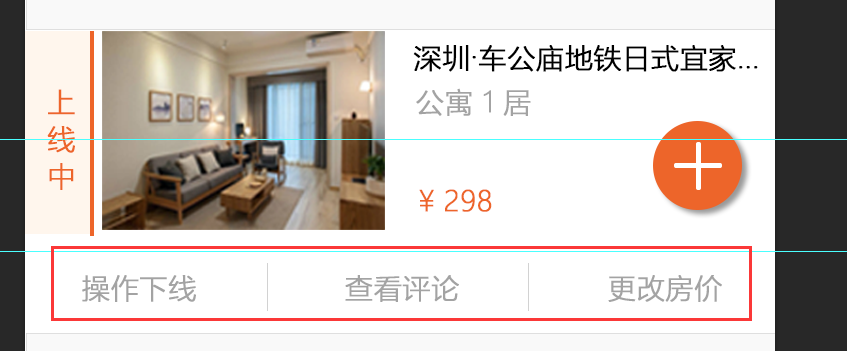 上线中
深圳·车公庙地铁日式宜家...
公寓 1 居
¥ 298
操作下线 查看评论 更改房价